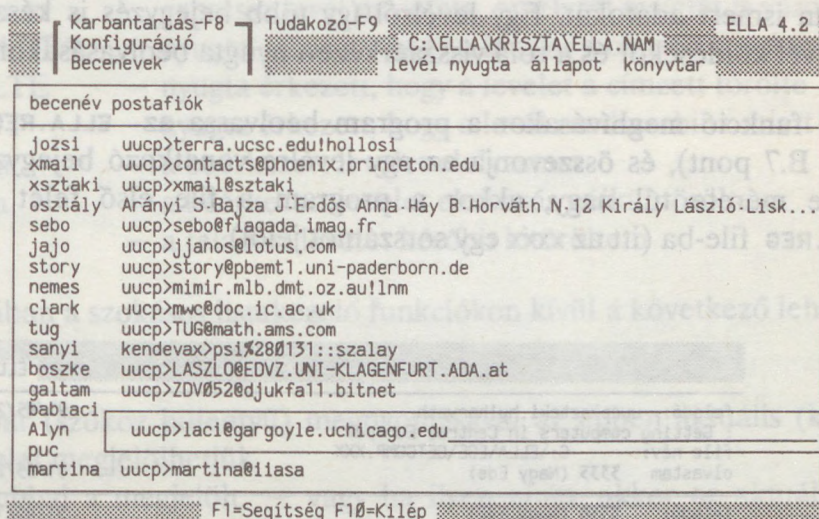 Karbantartás-F8 Tudakozó-F9 ELLA 4.2
Konfiguráció C:\ELLA\KRISZTA\ELLA.NAM
Becenevek levél nyugta állapot könyvtár
becenév postafiók
jozsi uucp>terra.ucsc.edu!hollosi
xmail uucp>contacts@phoenix.princeton.edu
xsztaki uucp>xmail@sztaki
osztály Arányi C·Bajza J·Erdős Ilona·Háy B·Horváth N.12 Király László·Lisk...
sebo uucp>sebo@flagada.imag.fr
jajo uucp>jjanos@lotus.com
story uucp>story@pbemt1.uni-paderborn.de
nemes uucp>mimir.mlb.dmt.oz.au!lnm
clark uucp>mwc@doc.ic.ac.uk
tug uucp>TUG@math.ams.com
sanyi kendevax>psi%280131::szalay
boszke uucp>LASZLO@EDVZ.UNI-KLAGENFURT.ADA.at
galtam uucp>ZDV052@djukfa11.bitnet
bablaci
Alyn uucp>laci@gargoyle.uchicago.edu
puc
martina uucp>martina@iiasa
F1=Segítség F10=Kilép